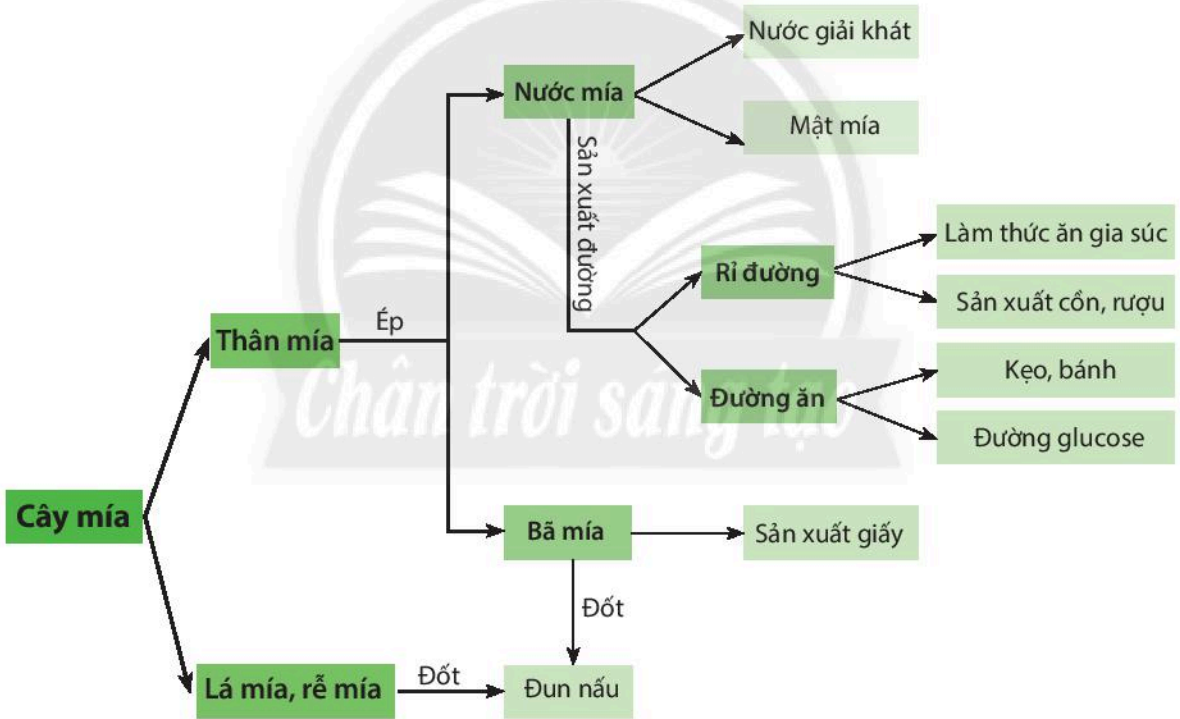 Nước giải khát
Nước mía
Mật mía
Sản xuất đường
Làm thức ăn gia súc
Rỉ đường
Sản xuất cồn, rượu
Ép
Thân mía
Kẹo, bánh
Đường ăn
Đường glucose
Chân trời sáng tạo
Cây mía
Bã mía
Sản xuất giấy
Đốt
Lá mía, rễ mía
Đốt
Đun nấu